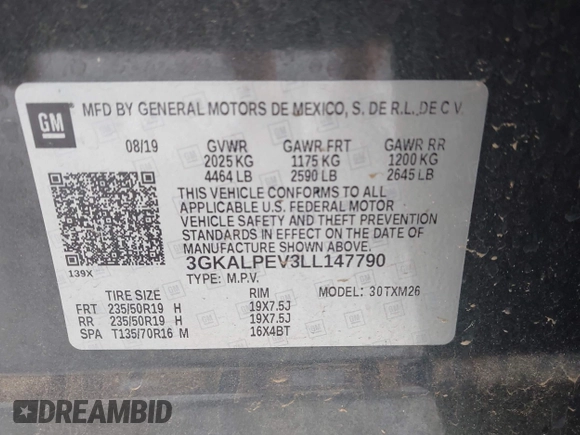 GM
MFD BY GENERAL MOTORS DE MEXICO, S. DE R.L. DE C.V.
08/19 GVWR GAWR FRT GAWR RR
2025 KG 1175 KG 1200 KG
4464 LB 2590 LB 2645 LB
THIS VEHICLE CONFORMS TO ALL
APPLICABLE U.S. FEDERAL MOTOR
VEHICLE SAFETY AND THEFT PREVENTION
STANDARDS IN EFFECT ON THE DATE OF
MANUFACTURE SHOWN ABOVE.
139X 3GKALPEV3LL147790
TYPE: M.P.V. MODEL: 30TXM26
TIRE SIZE RIM
FRT 235/50R19 H 19X7.5J
RR 235/50R19 H 19X7.5J
SPA T135/70R16 M 16X4BT
DREAMBID